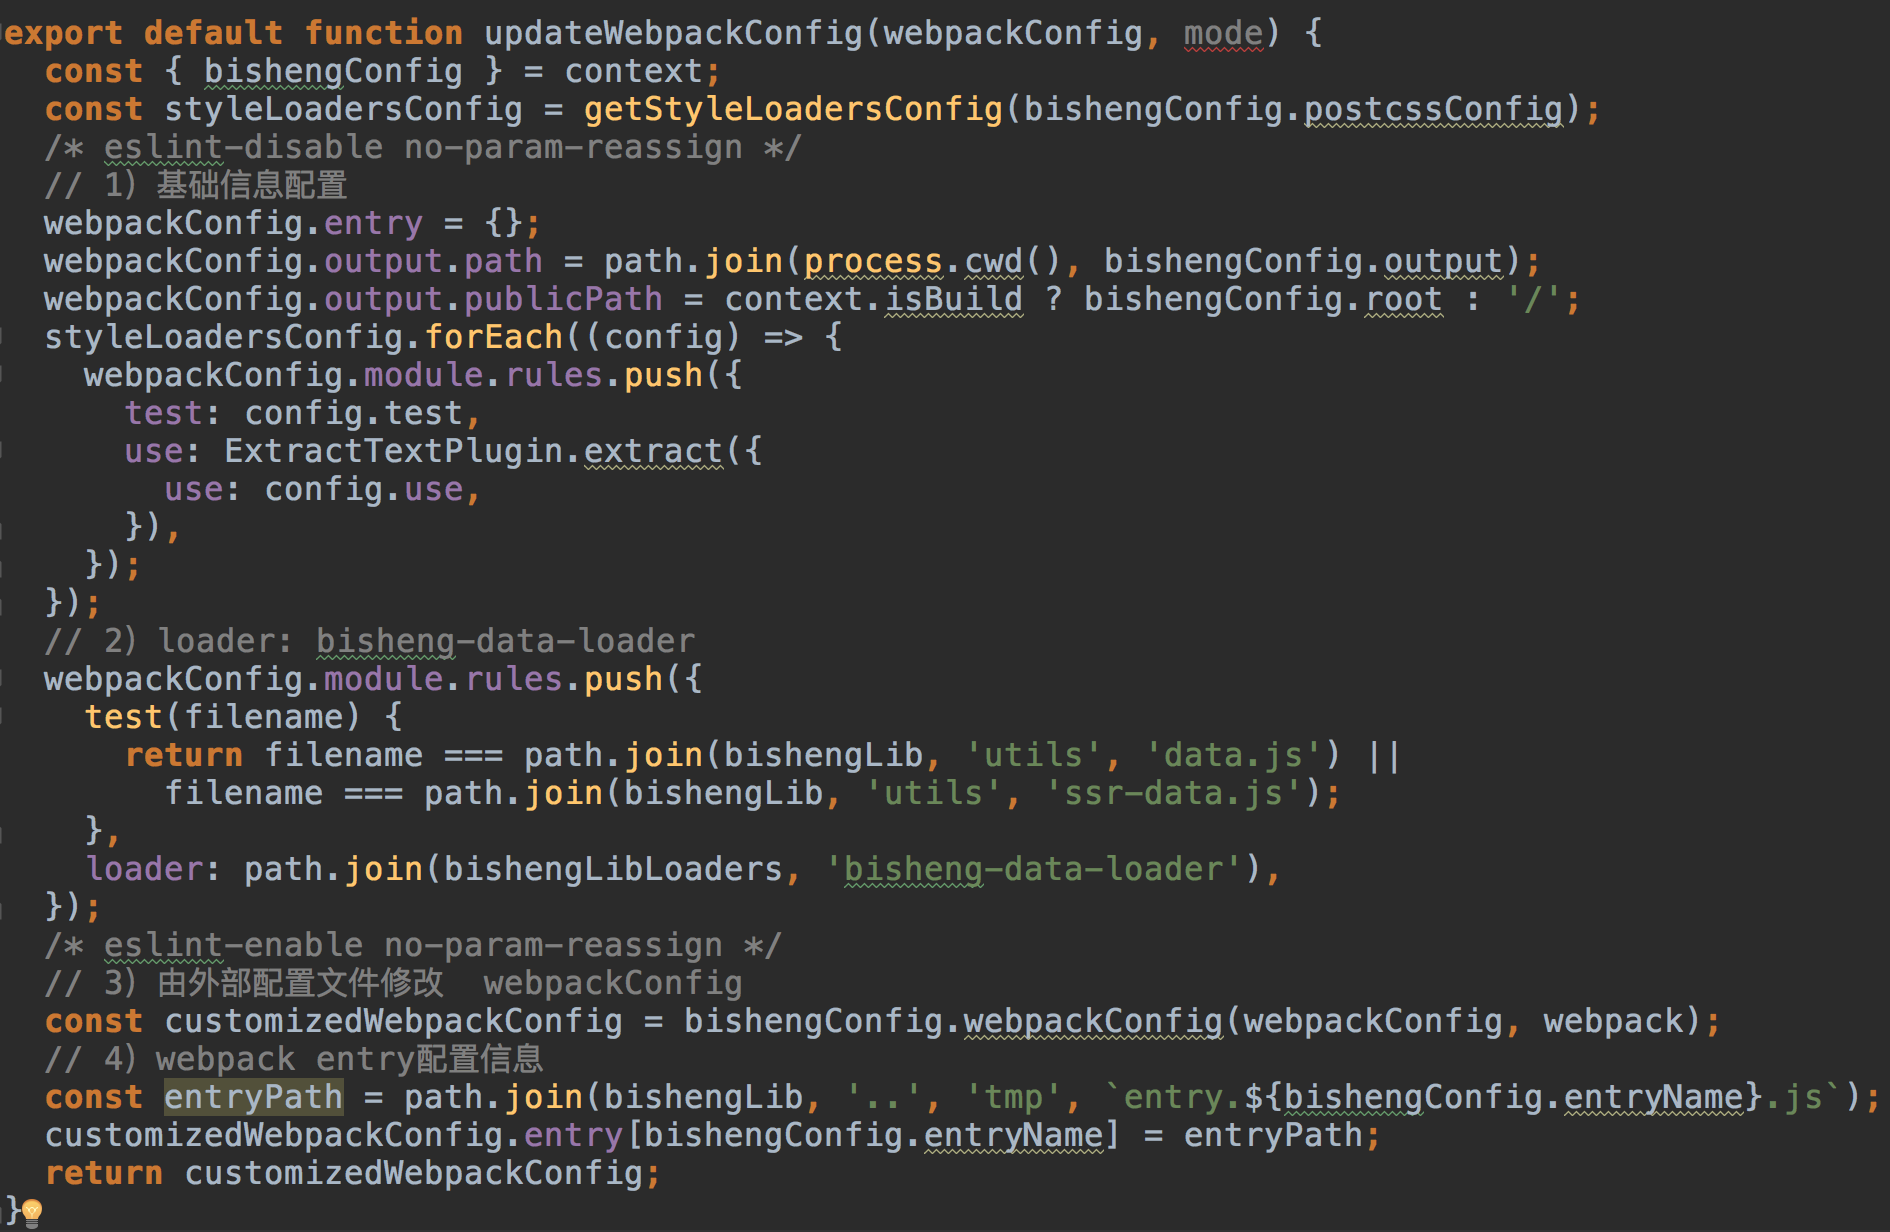 export default function updateWebpackConfig(webpackConfig, mode) {
  const { bishengConfig } = context;
  const styleLoadersConfig = getStyleLoadersConfig(bishengConfig.postcssConfig);
  /* eslint-disable no-param-reassign */
  // 1) 基础信息配置
  webpackConfig.entry = {};
  webpackConfig.output.path = path.join(process.cwd(), bishengConfig.output);
  webpackConfig.output.publicPath = context.isBuild ? bishengConfig.root : '/';
  styleLoadersConfig.forEach((config) => {
    webpackConfig.module.rules.push({
      test: config.test,
      use: ExtractTextPlugin.extract({
        use: config.use,
      }),
    });
  });
  // 2) loader: bisheng-data-loader
  webpackConfig.module.rules.push({
    test(filename) {
      return filename === path.join(bishengLib, 'utils', 'data.js') ||
        filename === path.join(bishengLib, 'utils', 'ssr-data.js');
    },
    loader: path.join(bishengLibLoaders, 'bisheng-data-loader'),
  });
  /* eslint-enable no-param-reassign */
  // 3) 由外部配置文件修改  webpackConfig
  const customizedWebpackConfig = bishengConfig.webpackConfig(webpackConfig, webpack);
  // 4) webpack entry配置信息
  const entryPath = path.join(bishengLib, '..', 'tmp', `entry.${bishengConfig.entryName}.js`);
  customizedWebpackConfig.entry[bishengConfig.entryName] = entryPath;
  return customizedWebpackConfig;
}